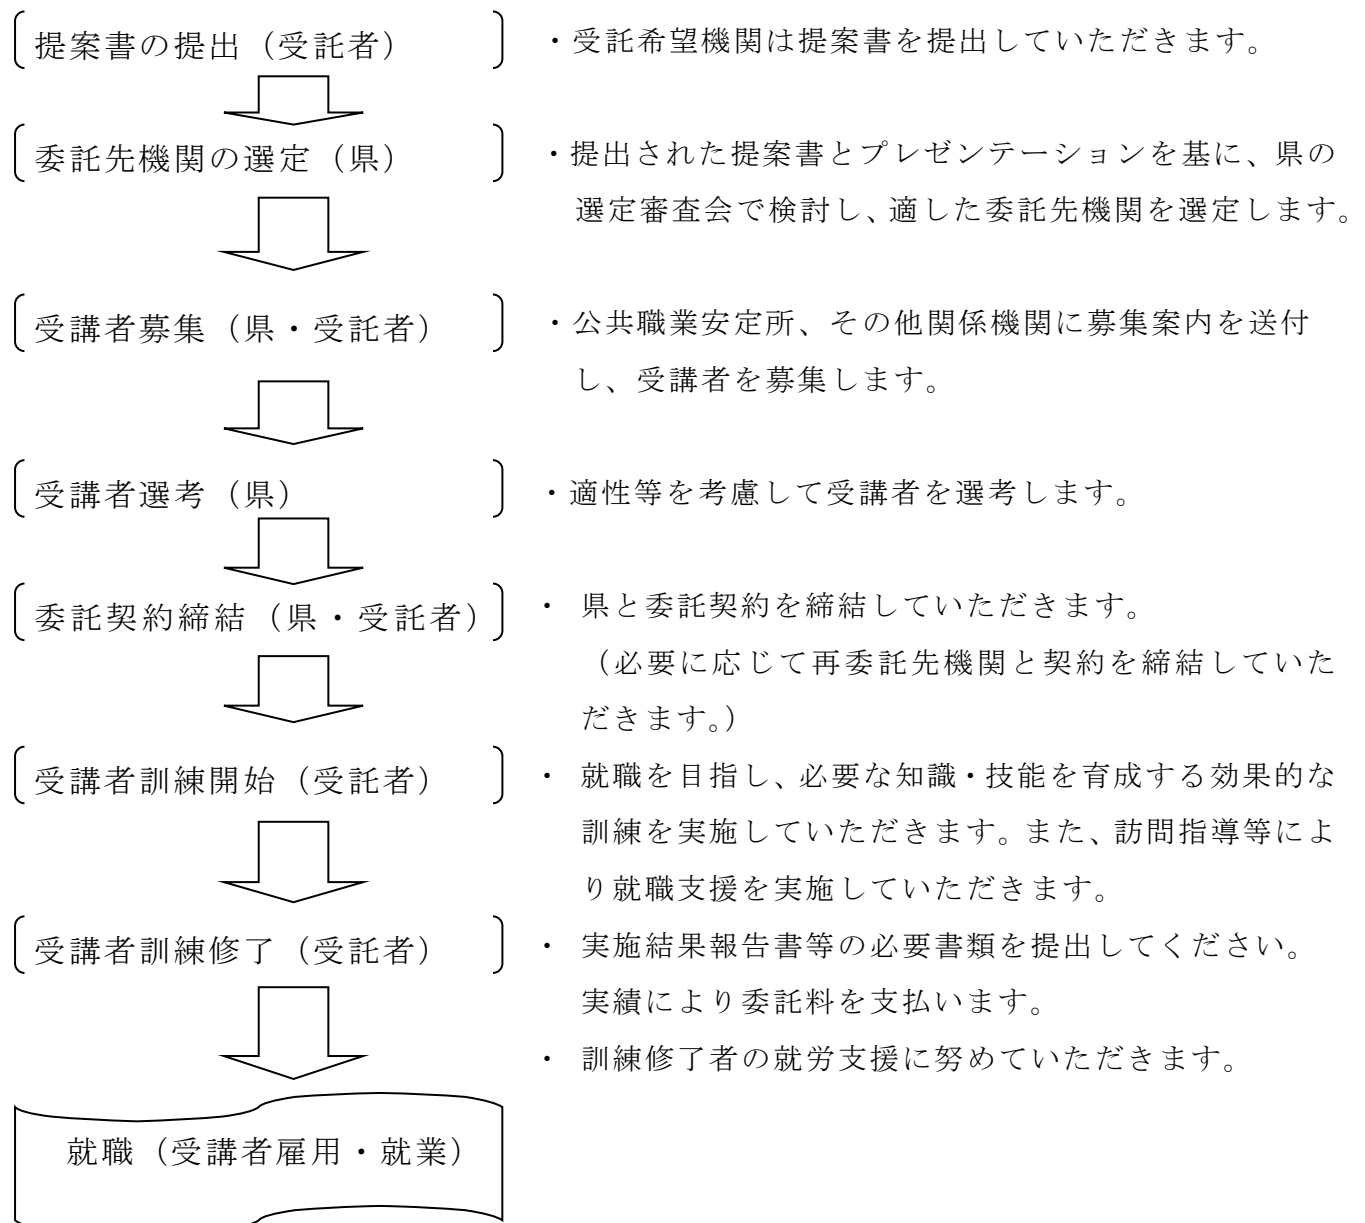 提案書の提出（受託者）
・受託希望機関は提案書を提出していただきます。
委託先機関の選定（県）
・提出された提案書とプレゼンテーションを基に、県の
選定審査会で検討し、適した委託先機関を選定します。
受講者募集（県・受託者）
・公共職業安定所、その他関係機関に募集案内を送付
し、受講者を募集します。
受講者選考（県）
・適性等を考慮して受講者を選考します。
委託契約締結（県・受託者）
・ 県と委託契約を締結していただきます。
（必要に応じて再委託先機関と契約を締結していた
だきます。）
受講者訓練開始（受託者）
・ 就職を目指し、必要な知識・技能を育成する効果的な
訓練を実施していただきます。また、訪問指導等によ
り就職支援を実施していただきます。
受講者訓練修了（受託者）
・ 実施結果報告書等の必要書類を提出してください。
実績により委託料を支払います。
・ 訓練修了者の就労支援に努めていただきます。
就職（受講者雇用・就業）